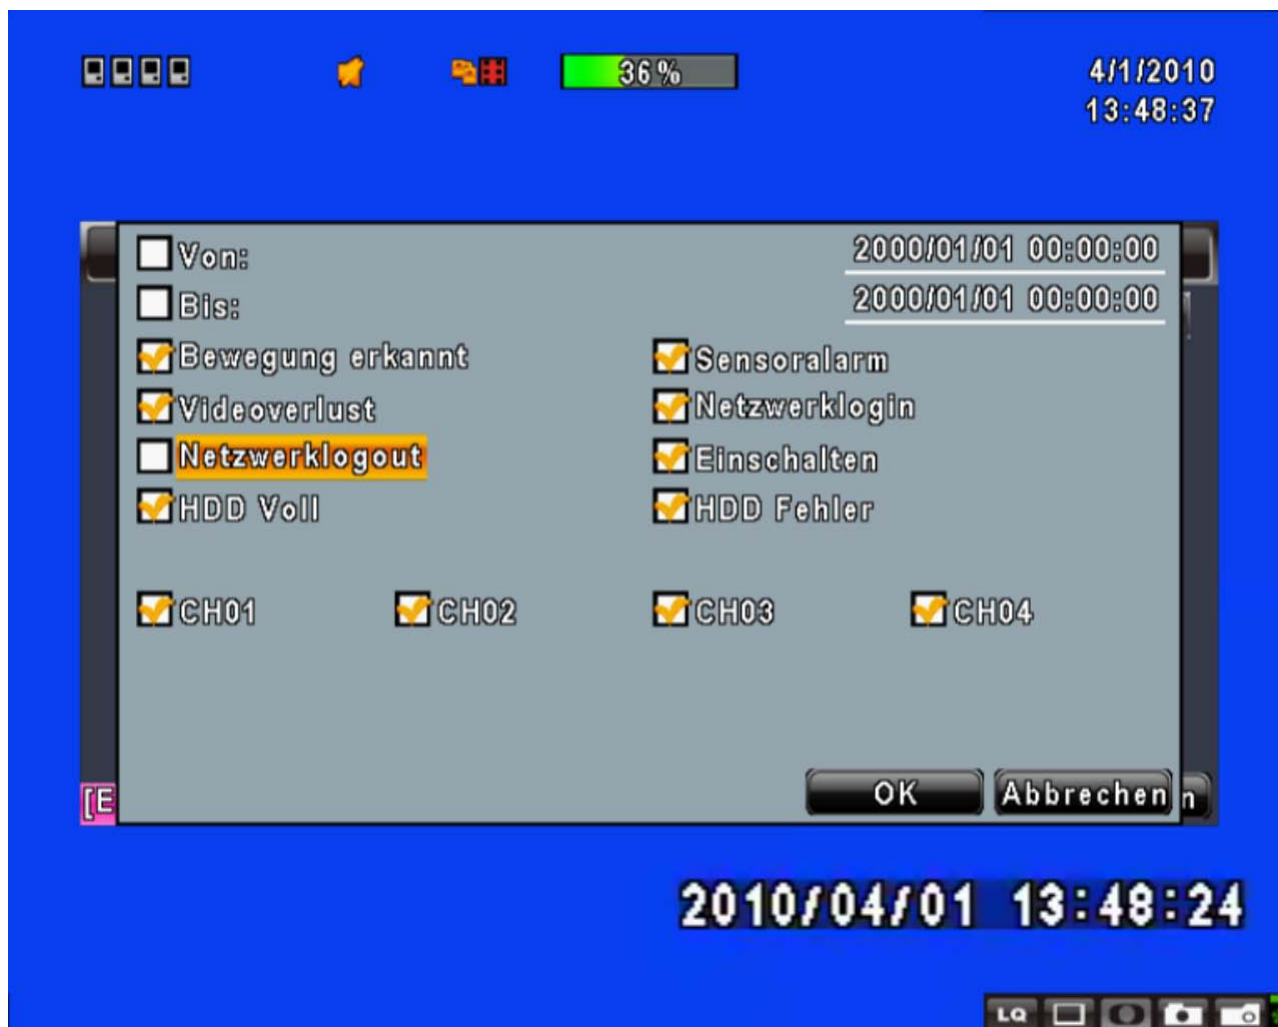 36%
4/1/2010
13:48:37
Von: 2000/01/01 00:00:00
Bis: 2000/01/01 00:00:00
Bewegung erkannt Sensoralarm
Videoverlust Netzwerklogin
Netzwerklogout Einschalten
HDD Voll HDD Fehler
CH01 CH02 CH03 CH04
[E OK Abbrechen n
2010/04/01 13:48:24
LQ